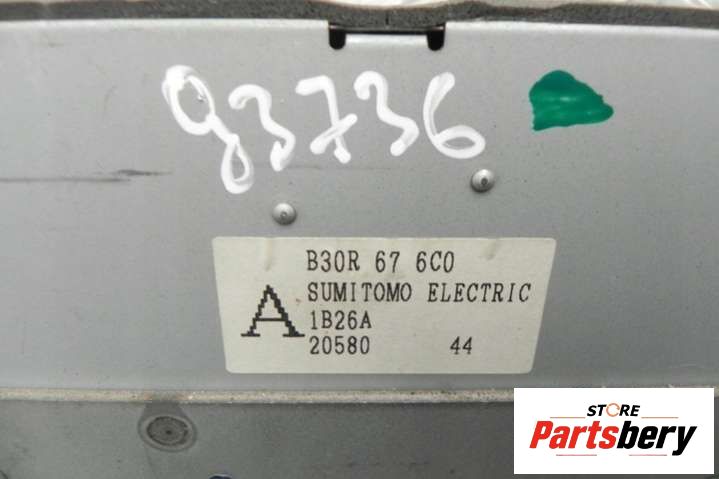 93736
B30R 67 6C0
A
SUMITOMO ELECTRIC
1B26A
20580 44
STORE
Partsbery